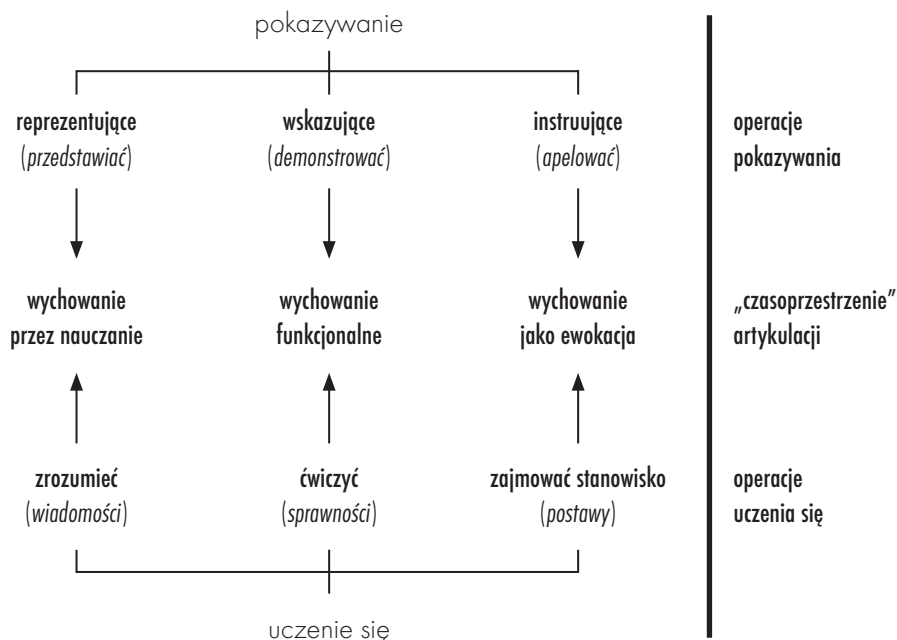 pokazywanie
reprezentujące wskazujące instruujące operacje
(przedstawiać) (demonstrować) (apelować) pokazywania
wychowanie wychowanie wychowanie „czasoprzestrzenie”
przez nauczanie funkcjonalne jako ewokacja artykulacji
zrozumieć ćwiczyć zajmować stanowisko operacje
(wiadomości) (sprawności) (postawy) uczenia się
uczenie się